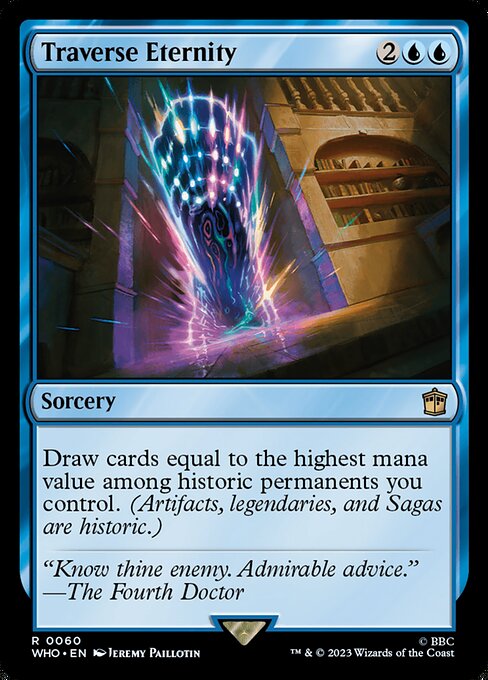 Traverse Eternity 2
Sorcery
Draw cards equal to the highest mana
value among historic permanents you
control. (Artifacts, legendaries, and Sagas
are historic.)
“Know thine enemy. Admirable advice.”
—The Fourth Doctor
R 0060
WHO • EN Jeremy Paillotin
© BBC
™ & © 2023 Wizards of the Coast